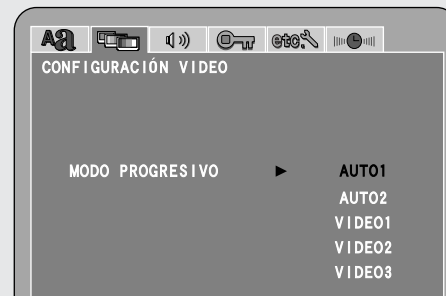 Aa etc.
CONFIGURACIÓN VIDEO
MODO PROGRESIVO ► AUTO1
AUTO2
VIDEO1
VIDEO2
VIDEO3